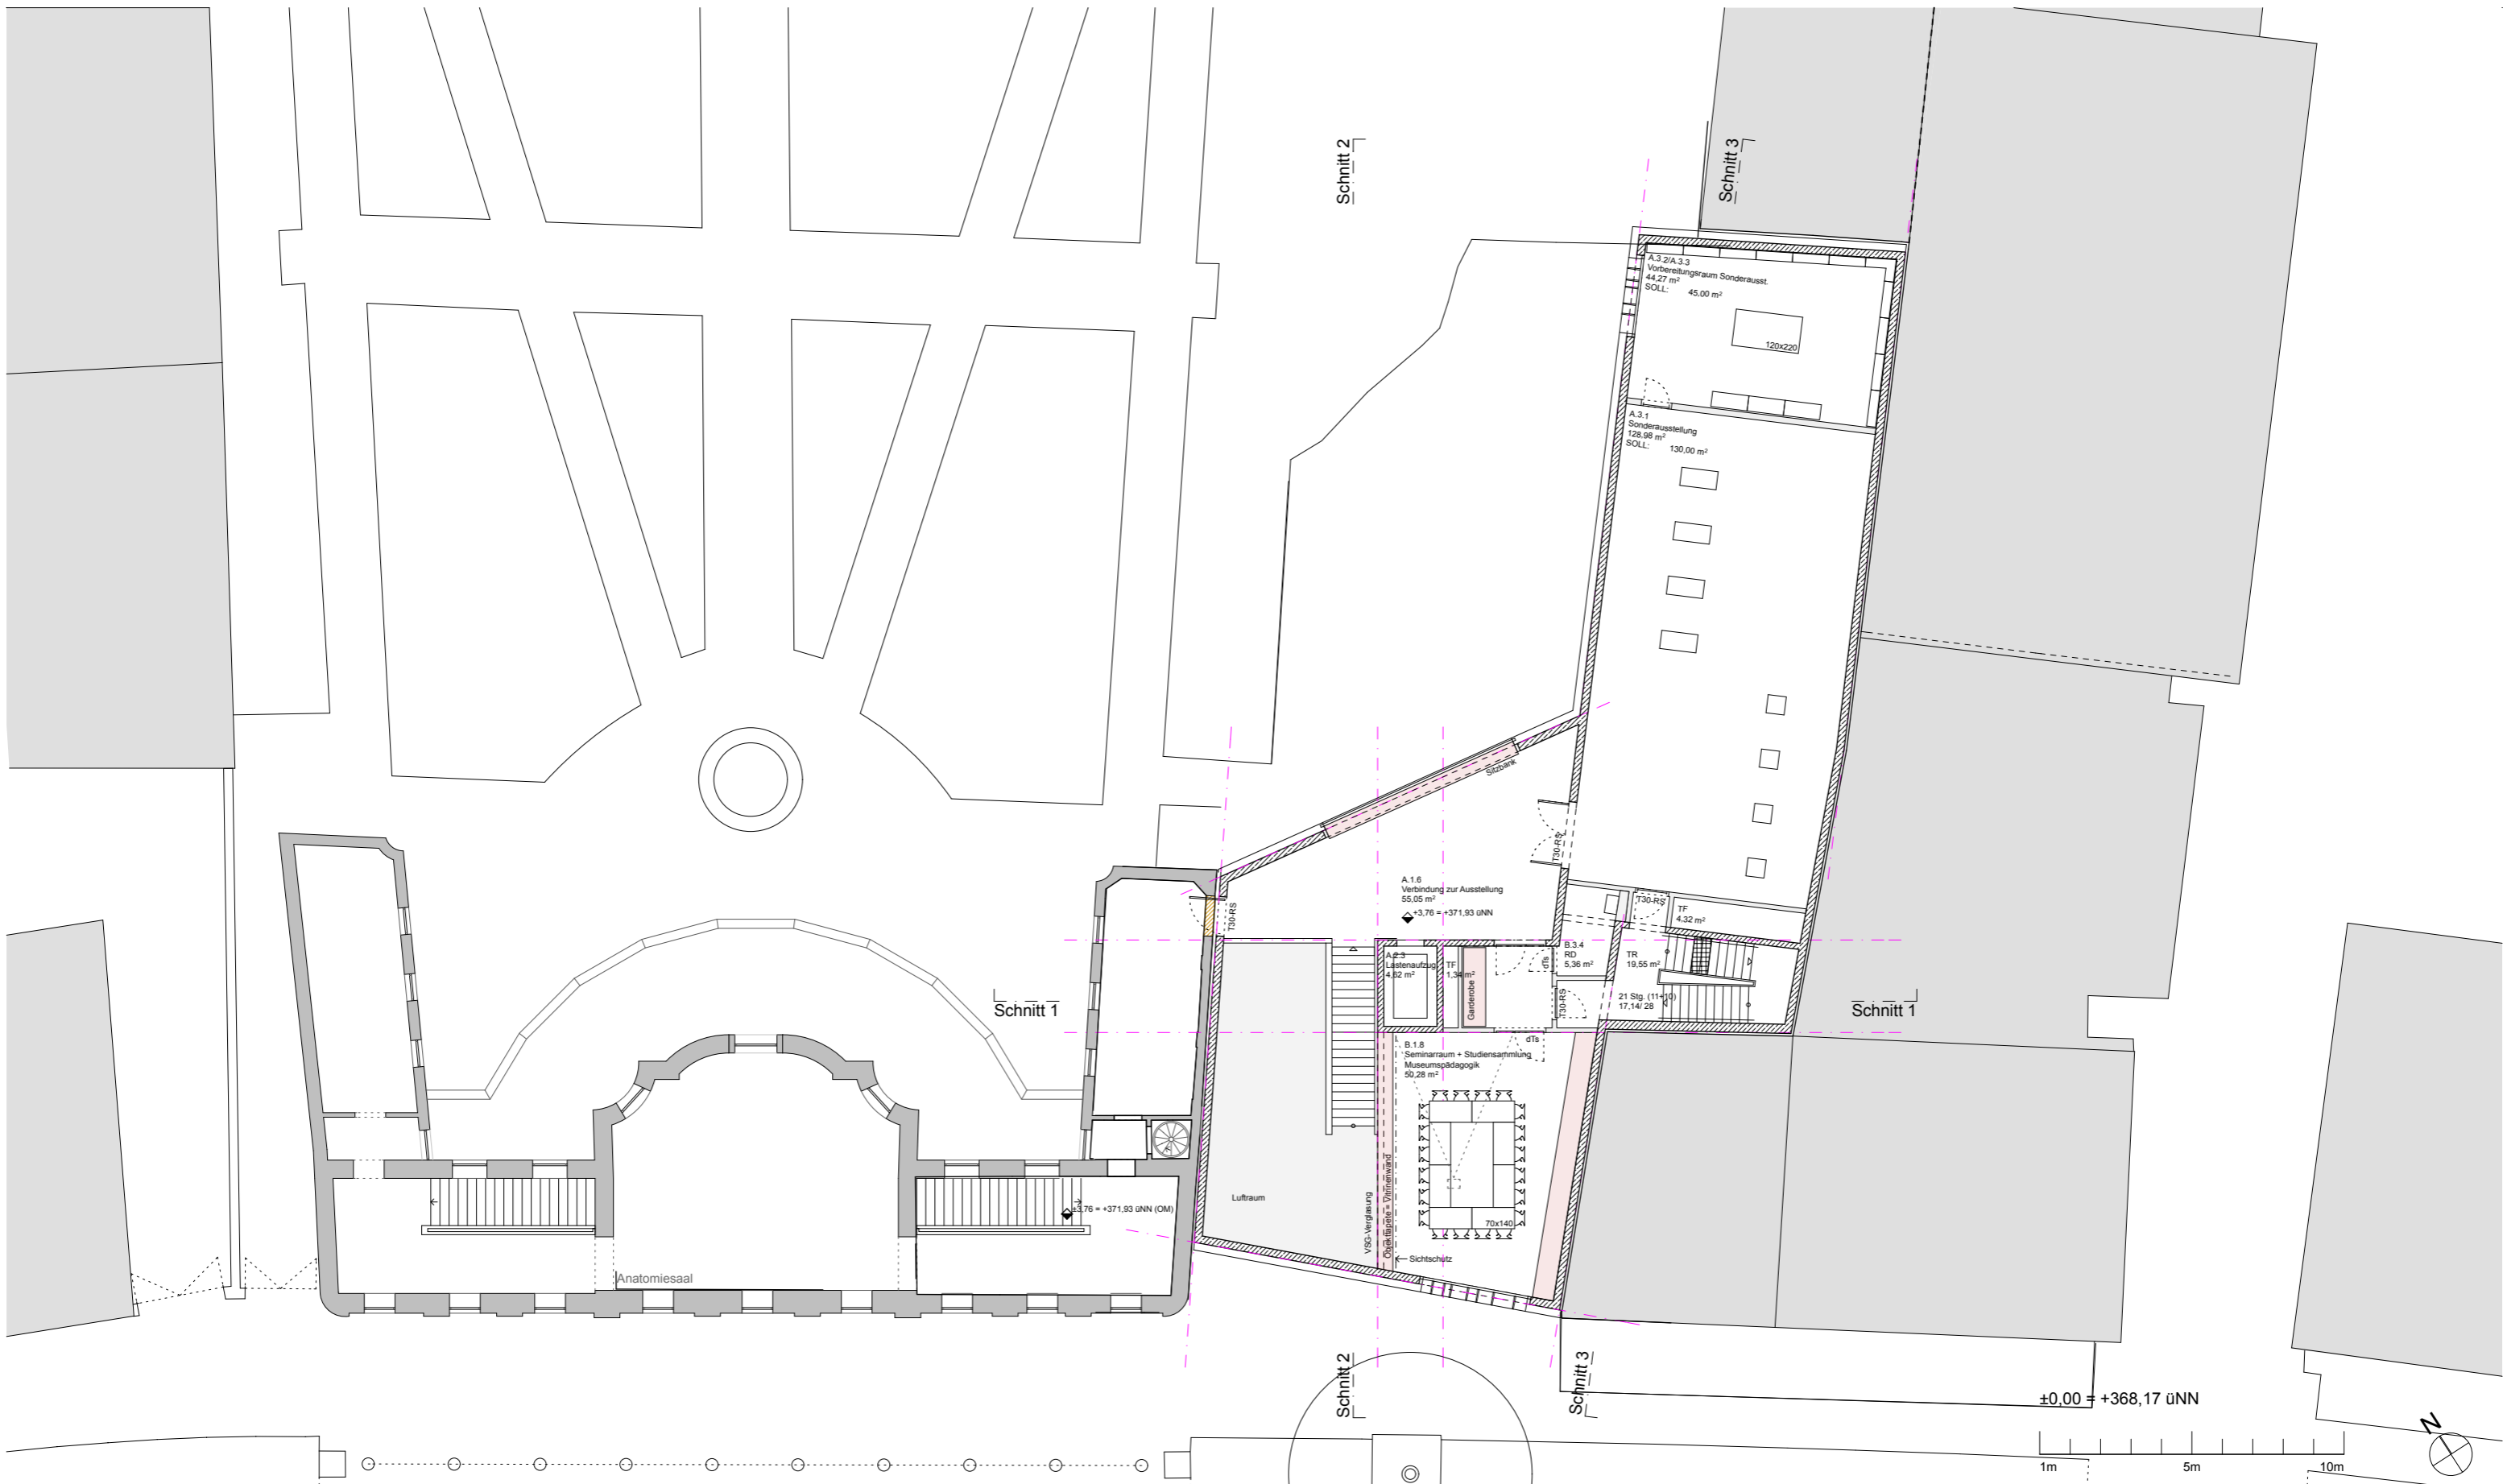 Schnitt 2
Schnitt 3
A.3.2/A.3.3
Vorbereitungsraum Sonderausst.
44,27 m²
SOLL: 45,00 m²
120x220
A.3.1
Sonderausstellung
128,98 m²
SOLL: 130,00 m²
Sitzbank
T30-RS
A.1.6
Verbindung zur Ausstellung
55,05 m²
+3,76 = +371,93 üNN
T30-RS
T30-RS
TF
4,32 m²
A.2.3
Lastenaufzug
4,62 m²
TF
1,34 m²
Garderobe
dTs
B.3.4
RD
5,36 m²
TR
19,55 m²
T30-RS
21 Stg. (11+10)
17,14/ 28
Schnitt 1
Schnitt 1
B.1.8
Seminarraum + Studiensammlung
Museumspädagogik
50,28 m²
dTs
Luftraum
VSG-Verglasung
Objekttapete = Vitrinenwand
70x140
Sichtschutz
+3,76 = +371,93 üNN (OM)
Anatomiesaal
Schnitt 2
Schnitt 3
±0,00 = +368,17 üNN
1m 5m 10m
N